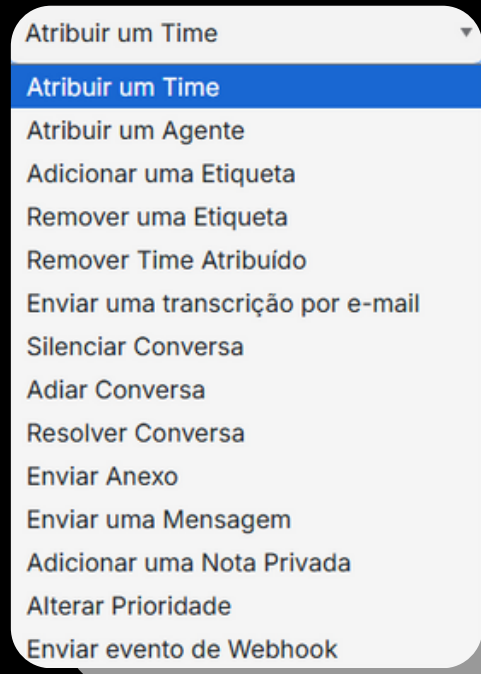 Atribuir um Time
Atribuir um Time
Atribuir um Agente
Adicionar uma Etiqueta
Remover uma Etiqueta
Remover Time Atribuído
Enviar uma transcrição por e-mail
Silenciar Conversa
Adiar Conversa
Resolver Conversa
Enviar Anexo
Enviar uma Mensagem
Adicionar uma Nota Privada
Alterar Prioridade
Enviar evento de Webhook